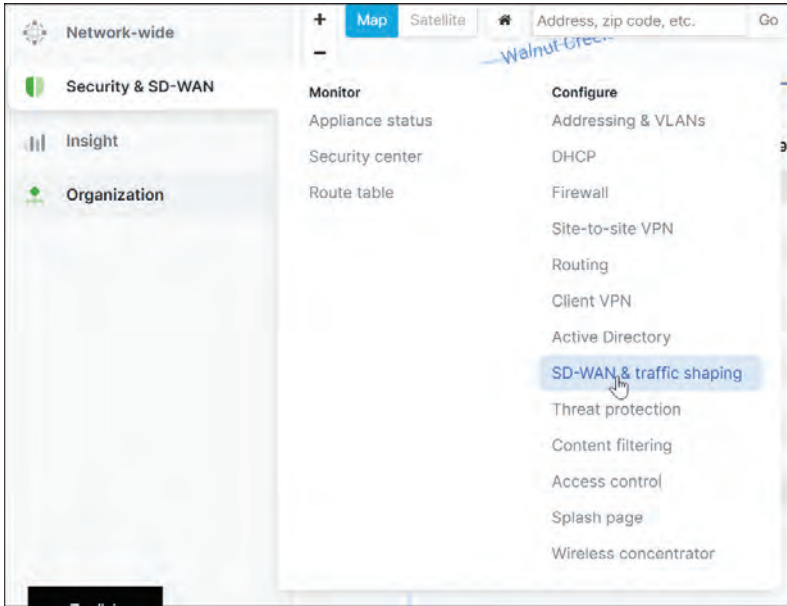 Network-wide
+ Map Satellite Address, zip code, etc. Go
−
Walnut Creek
Security & SD-WAN
Insight
Organization
Monitor
Appliance status
Security center
Route table
Configure
Addressing & VLANs
DHCP
Firewall
Site-to-site VPN
Routing
Client VPN
Active Directory
SD-WAN & traffic shaping
Threat protection
Content filtering
Access control
Splash page
Wireless concentrator